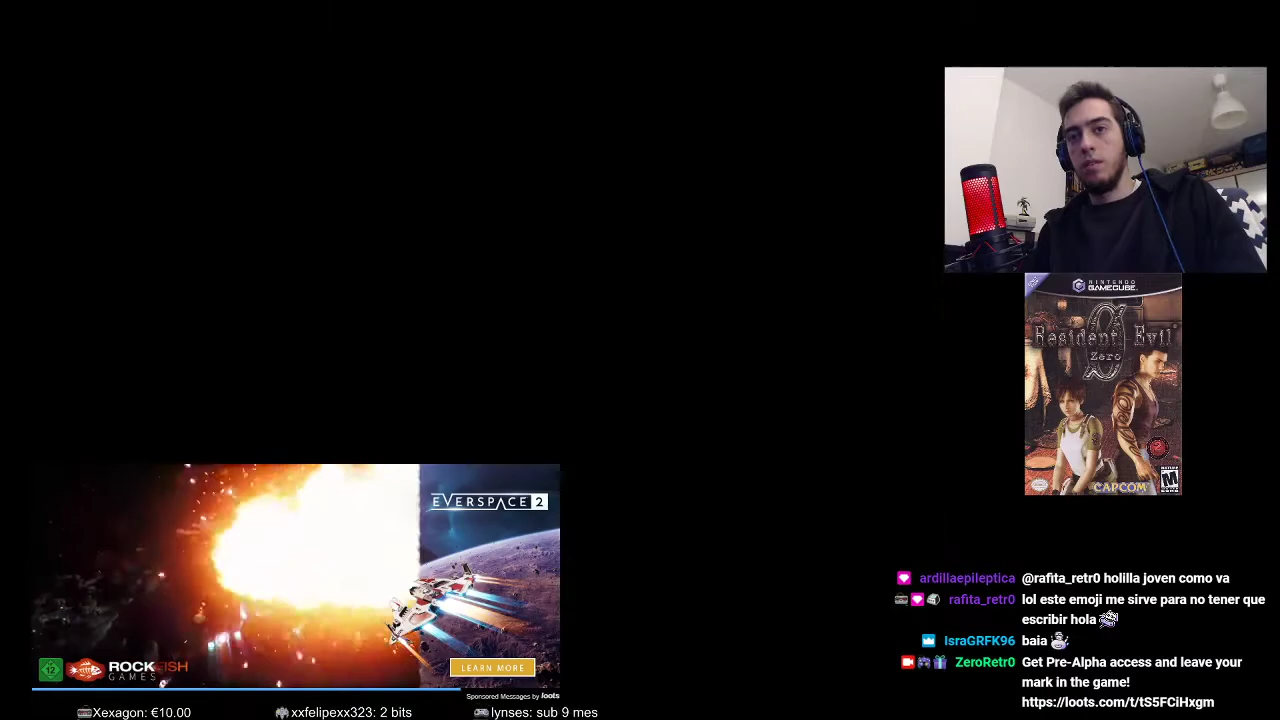 NINTENDO
GAMECUBE
Resident Evil
Zero
CAPCOM
EVERSPACE 2
12
ROCKFISH
GAMES
LEARN MORE
Sponsored Messages by loots
ardillaepileptica @rafita_retr0 holilla joven como va
rafita_retr0 lol este emoji me sirve para no tener que
escribir hola
IsraGRFK96 baia
ZeroRetr0 Get Pre-Alpha access and leave your
mark in the game!
https://loots.com/t/tS5FCiHxgm
Xexagon: €10.00 xxfelipexx323: 2 bits lynses: sub 9 mes